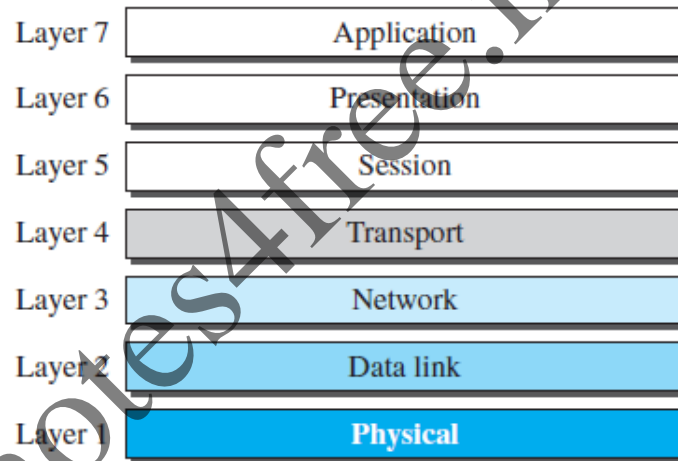 Layer 7 Application
Layer 6 Presentation
Layer 5 Session
Layer 4 Transport
Layer 3 Network
Layer 2 Data link
Layer 1 Physical